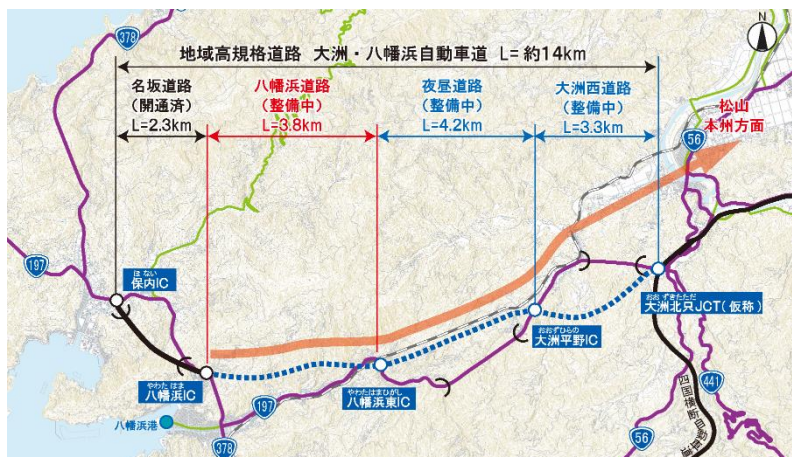 378
N
地域高規格道路 大洲・八幡浜自動車道 L=約14km
名坂道路
(開通済)
L=2.3km
八幡浜道路
(整備中)
L=3.8km
夜昼道路
(整備中)
L=4.2km
大洲西道路
(整備中)
L=3.3km
松山
本州方面
56
197
ほ ない
保内IC
おお ずきたただ
大洲北只JCT(仮称)
おおずひらの
大洲平野IC
やわた はま
八幡浜IC
やわたはまひがし
八幡浜東IC
197
八幡浜港
378
56
441
四国横断自動車道